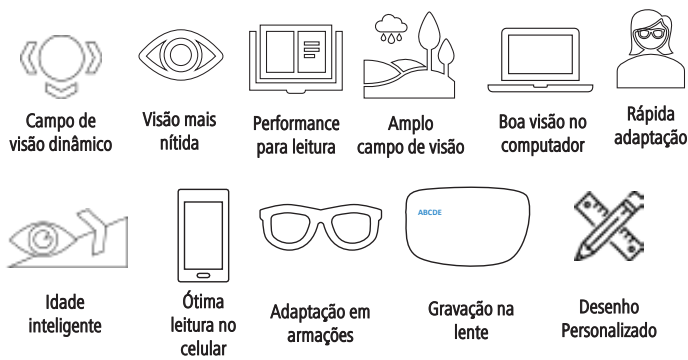 Campo de
visão dinâmico
Visão mais
nítida
Performance
para leitura
Amplo
campo de visão
Boa visão no
computador
Rápida
adaptação
Idade
inteligente
Ótima
leitura no
celular
Adaptação em
armações
ABCDE
Gravação na
lente
Desenho
Personalizado